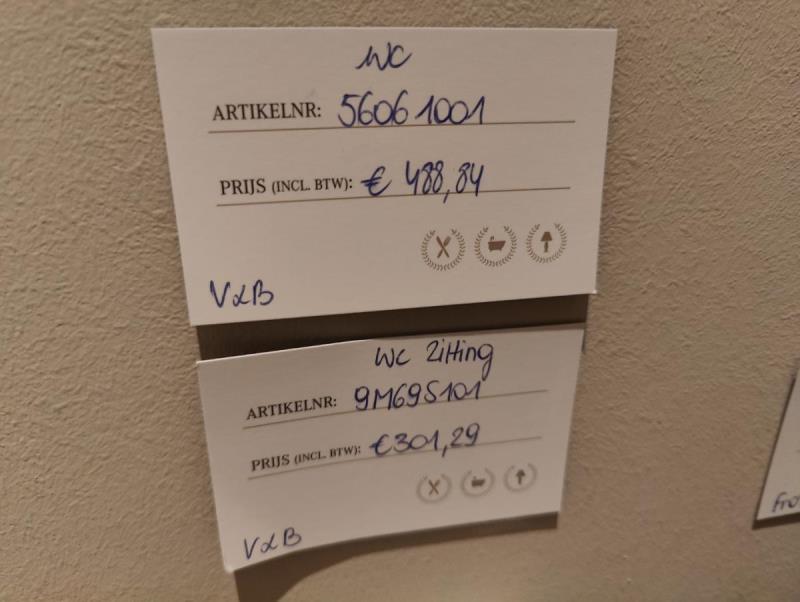 WC
ARTIKELNR: 56061001
PRIJS (INCL. BTW): € 488,84
V&B
WC Zitting
ARTIKELNR: 9M69S101
PRIJS (INCL. BTW): €301,29
V&B